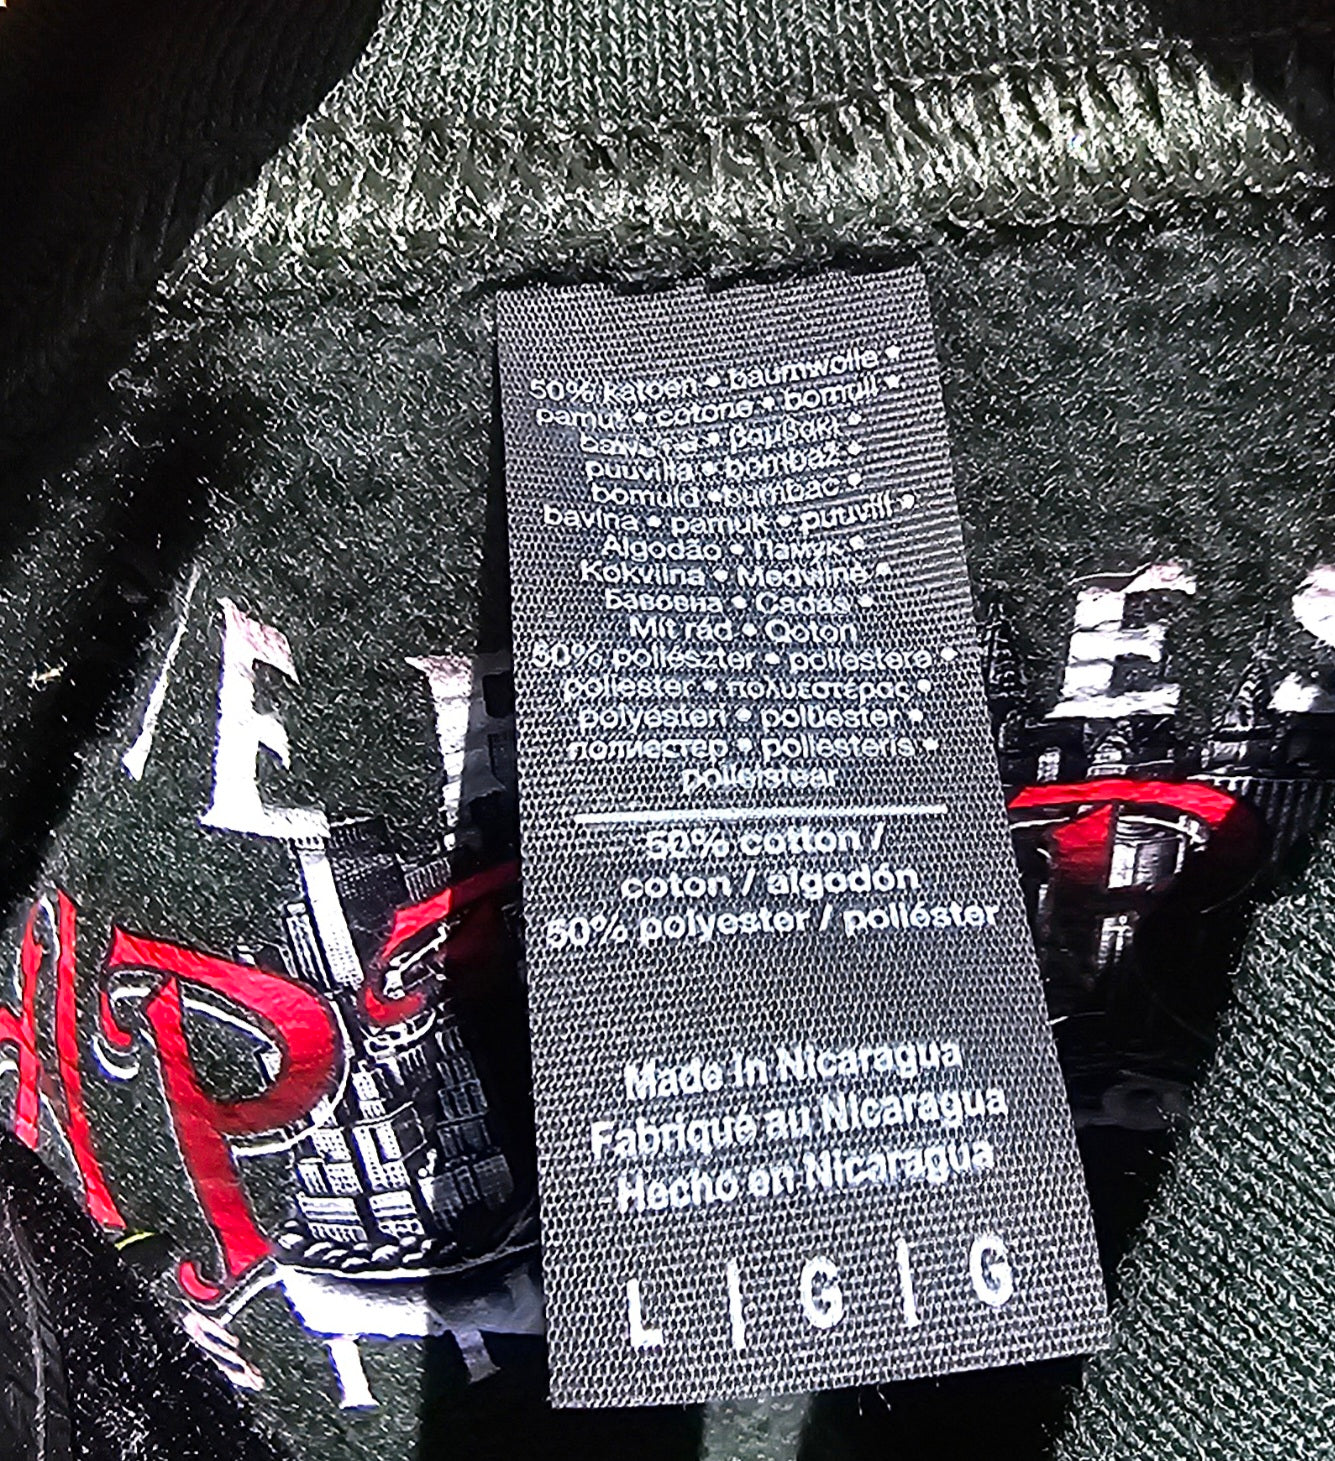 50% katoen • baumwolle •
pamut • cotone • bomull •
bavlna • βαμβάκι •
puuvilla • bombaž •
bomuld • bumbac •
bavlna • pamuk • puuvill •
Algodão • Памук •
Kokvilna • Medvilnė •
Бавовна • Cadás •
Mit rád • Qoton
50% poliészter • poliestere •
poliester • πολυεστέρας •
polyesteri • polüester •
полиестер • poliesteris •
poileistéar
50% cotton /
coton / algodón
50% polyester / poliéster
Made in Nicaragua
Fabriqué au Nicaragua
Hecho en Nicaragua
L | G | G